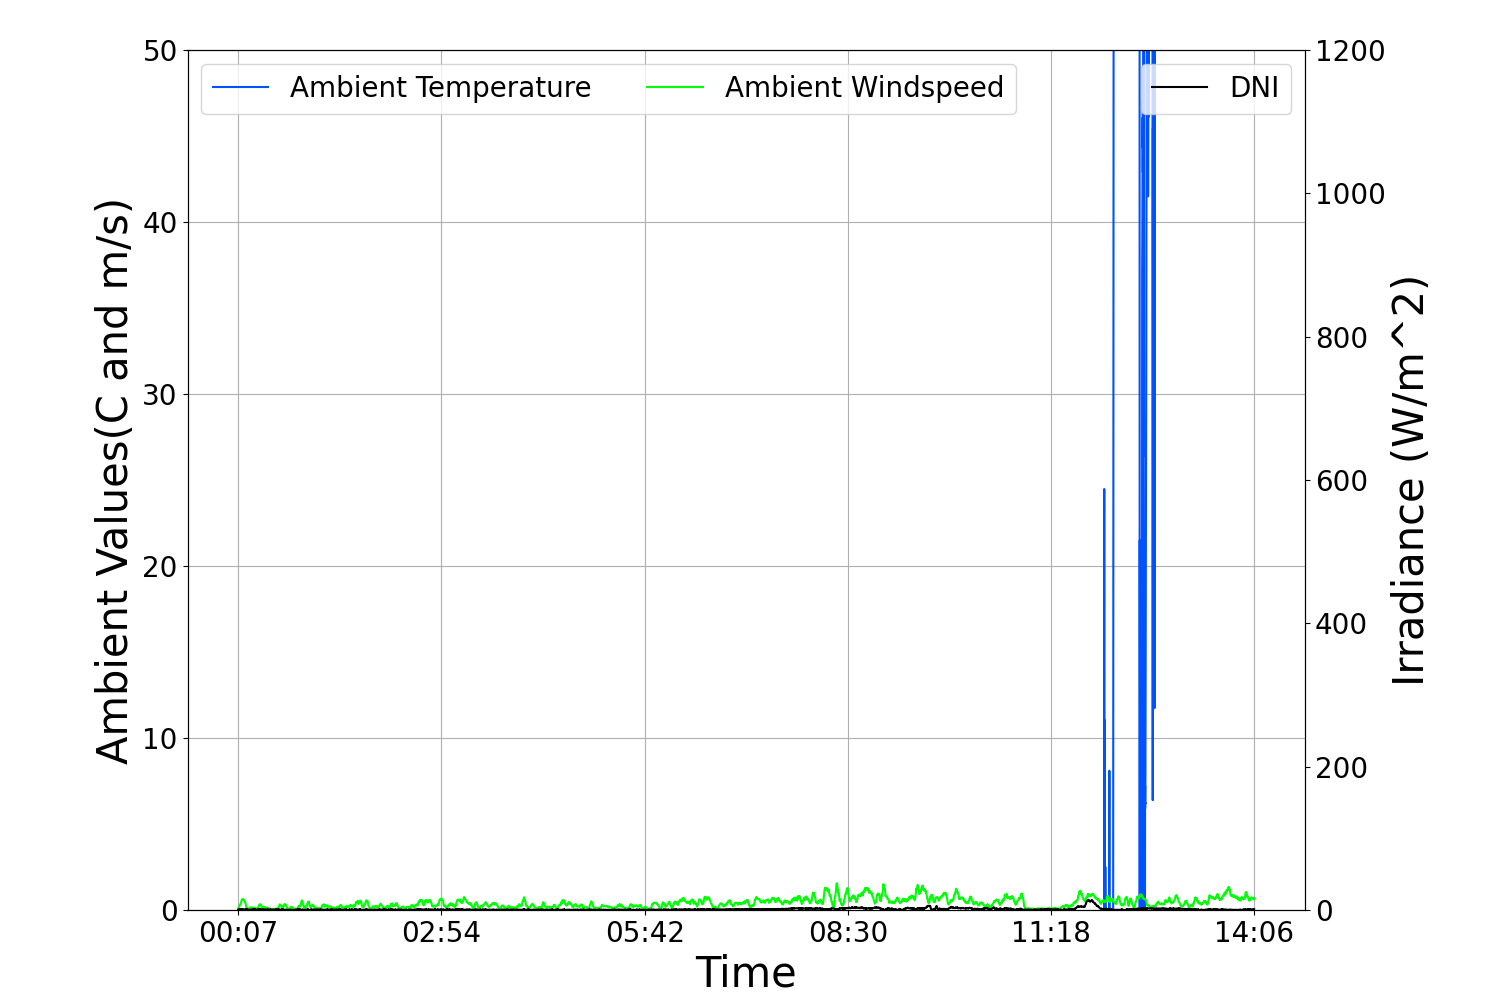 Ambient Temperature
Ambient Windspeed
DNI
50
40
30
20
10
0
Ambient Values(C and m/s)
1200
1000
800
600
400
200
0
Irradiance (W/m^2)
00:07 02:54 05:42 08:30 11:18 14:06
Time